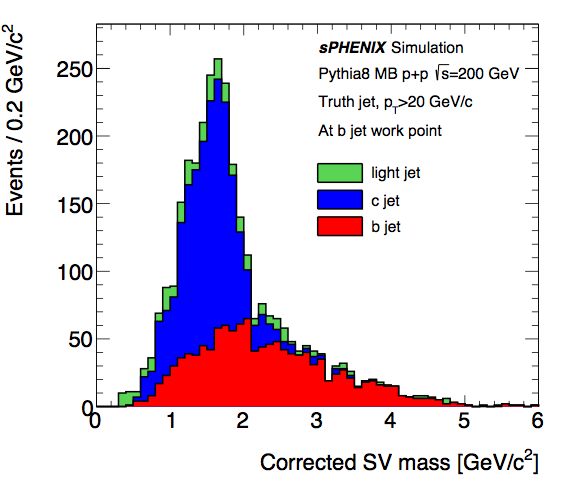 sPHENIX Simulation
Pythia8 MB p+p √s=200 GeV
Truth jet, p_T>20 GeV/c
At b jet work point
light jet
c jet
b jet
Events / 0.2 GeV/c²
250
200
150
100
50
0
0 1 2 3 4 5 6
Corrected SV mass [GeV/c²]